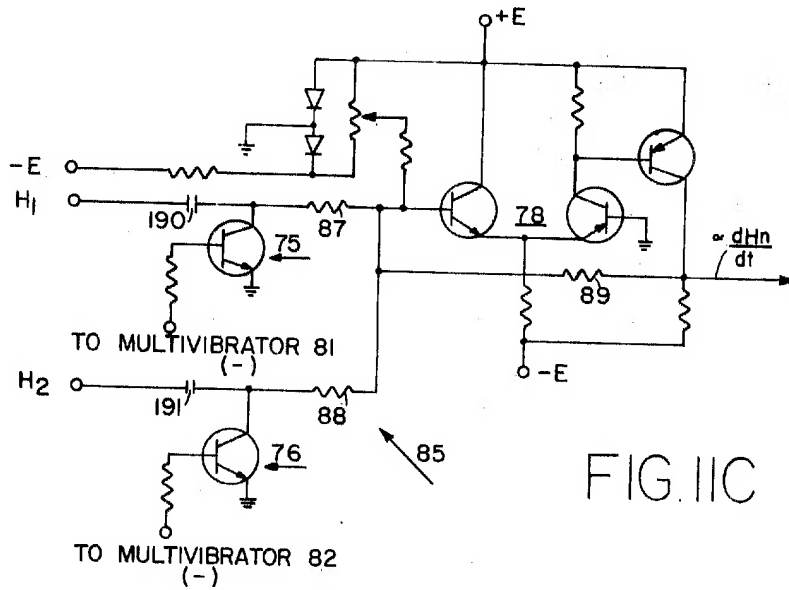 +E
-E
H1
190
87
75
78
∝ dHn
dt
89
TO MULTIVIBRATOR 81
(-)
-E
H2
191
88
76
85
FIG. 11C
TO MULTIVIBRATOR 82
(-)